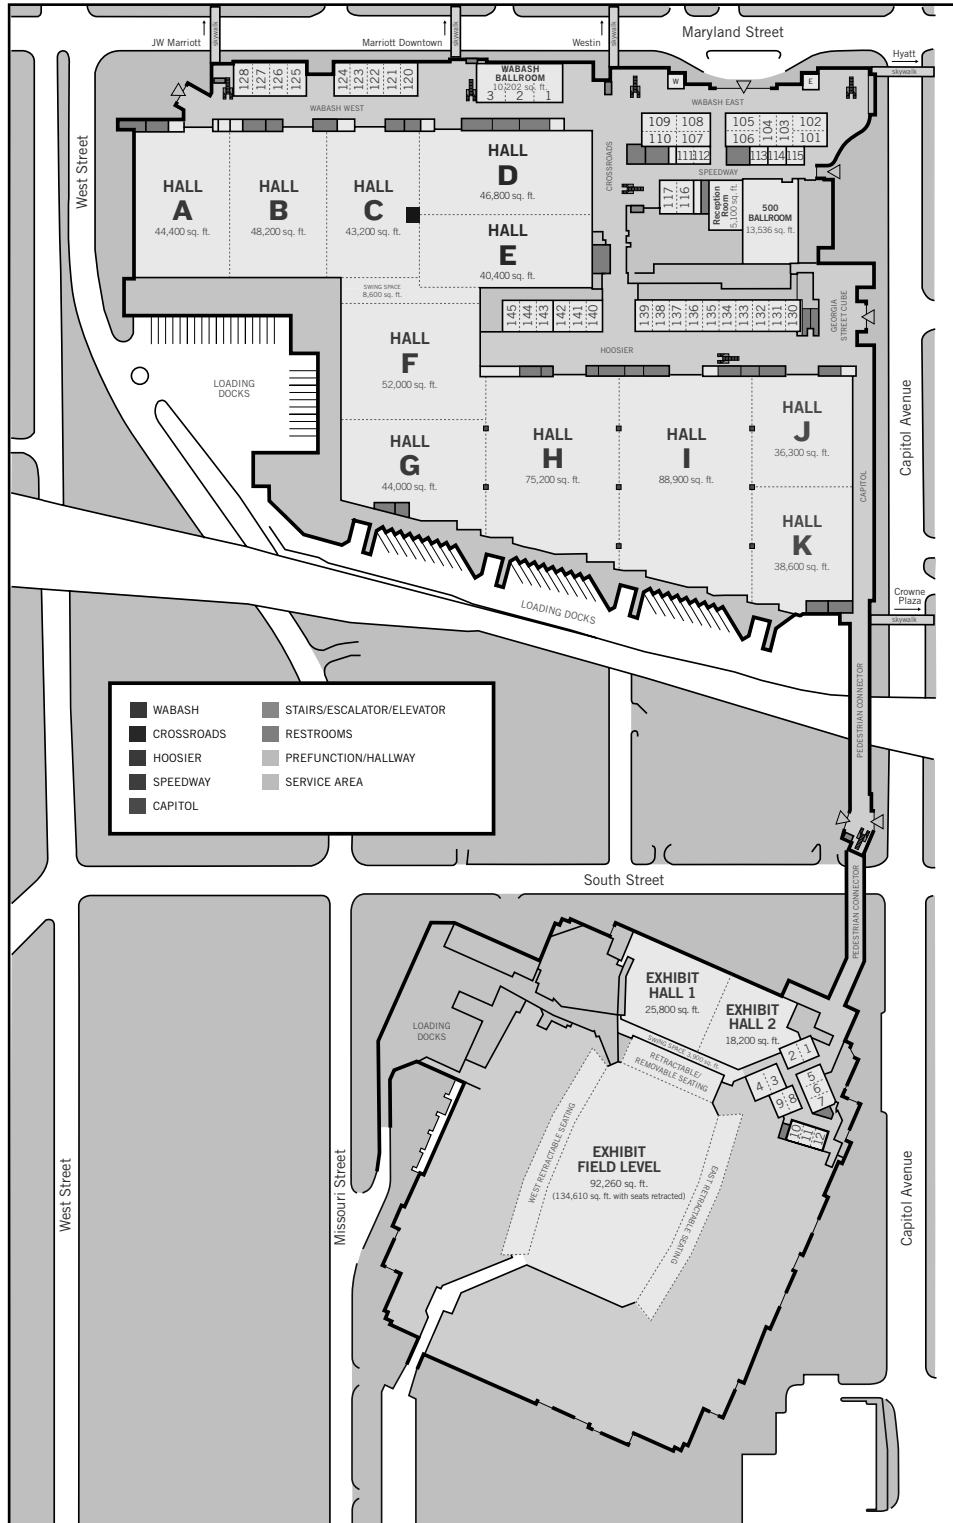 Maryland Street
JW Marriott
skywalk
Marriott Downtown
skywalk
Westin
skywalk
Hyatt
skywalk
128
127
126
125
124
123
122
121
120
WABASH
BALLROOM
10,202 sq. ft.
3 2 1
W
E
WABASH WEST
WABASH EAST
109 108
110 107
111
112
105
106
104
103
102
101
113
114
115
CROSSROADS
SPEEDWAY
117
116
Reception
Room
5,100 sq. ft.
500
BALLROOM
13,536 sq. ft.
West Street
HALL
A
44,400 sq. ft.
HALL
B
48,200 sq. ft.
HALL
C
43,200 sq. ft.
HALL
D
46,800 sq. ft.
HALL
E
40,400 sq. ft.
SWING SPACE
8,600 sq. ft.
145
144
143
142
141
140
139
138
137
136
135
134
133
132
131
130
GEORGIA
STREET CUBE
HOOSIER
HALL
F
52,000 sq. ft.
LOADING
DOCKS
HALL
G
44,000 sq. ft.
HALL
H
75,200 sq. ft.
HALL
I
88,900 sq. ft.
HALL
J
36,300 sq. ft.
HALL
K
38,600 sq. ft.
CAPITOL
Capitol Avenue
LOADING DOCKS
Crowne
Plaza
skywalk
PEDESTRIAN CONNECTOR
WABASH
CROSSROADS
HOOSIER
SPEEDWAY
CAPITOL
STAIRS/ESCALATOR/ELEVATOR
RESTROOMS
PREFUNCTION/HALLWAY
SERVICE AREA
South Street
PEDESTRIAN CONNECTOR
EXHIBIT
HALL 1
25,800 sq. ft.
EXHIBIT
HALL 2
18,200 sq. ft.
LOADING
DOCKS
SWING SPACE 3,900 sq. ft.
RETRACTABLE/
REMOVABLE SEATING
2 1
4 3
5
6
7
9 8
10
11
12
WEST RETRACTABLE SEATING
EXHIBIT
FIELD LEVEL
92,260 sq. ft.
(134,610 sq. ft. with seats retracted)
EAST RETRACTABLE SEATING
West Street
Missouri Street
Capitol Avenue